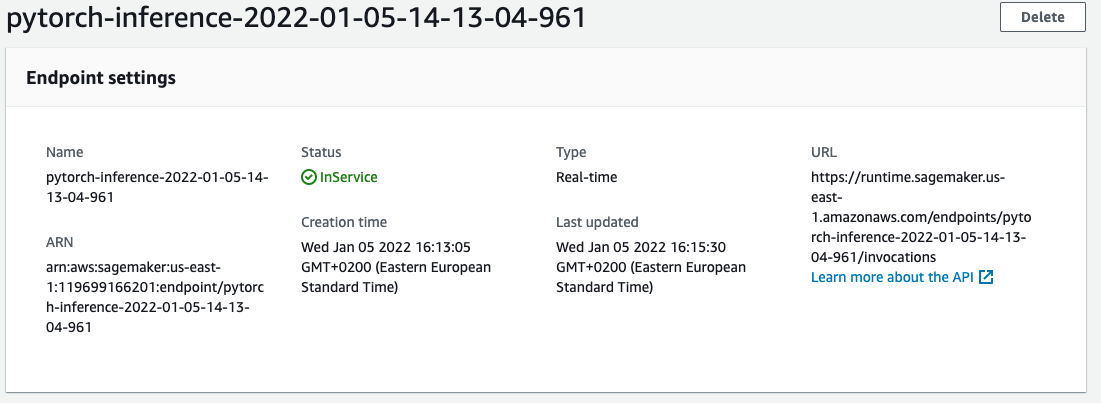 pytorch-inference-2022-01-05-14-13-04-961
Delete
Endpoint settings
Name
pytorch-inference-2022-01-05-14-
13-04-961
ARN
arn:aws:sagemaker:us-east-
1:119699166201:endpoint/pytorc
h-inference-2022-01-05-14-13-
04-961
Status
InService
Creation time
Wed Jan 05 2022 16:13:05
GMT+0200 (Eastern European
Standard Time)
Type
Real-time
Last updated
Wed Jan 05 2022 16:15:30
GMT+0200 (Eastern European
Standard Time)
URL
https://runtime.sagemaker.us-
east-
1.amazonaws.com/endpoints/pyto
rch-inference-2022-01-05-14-13-
04-961/invocations
Learn more about the API